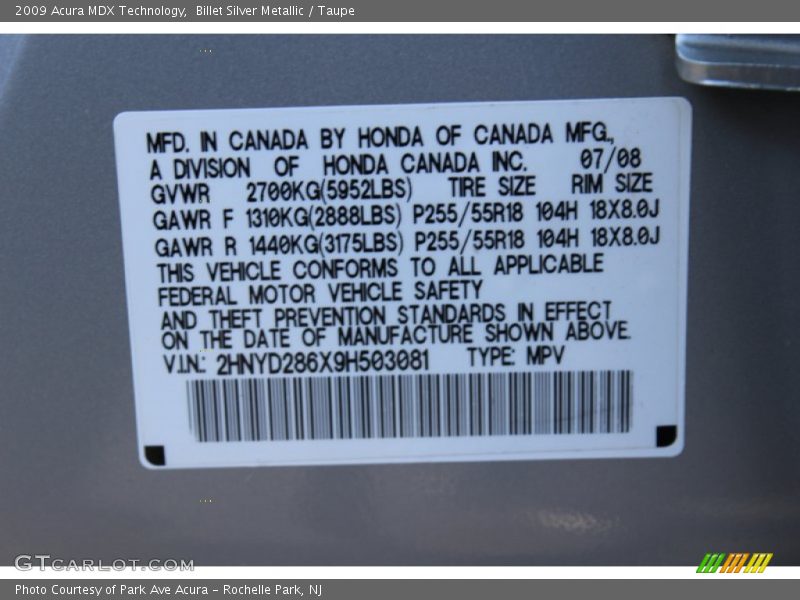 2009 Acura MDX Technology,  Billet Silver Metallic / Taupe
MFD. IN CANADA BY HONDA OF CANADA MFG.,
A DIVISION OF HONDA CANADA INC. 07/08
GVWR 2700KG(5952LBS) TIRE SIZE RIM SIZE
GAWR F 1310KG(2888LBS) P255/55R18 104H 18X8.0J
GAWR R 1440KG(3175LBS) P255/55R18 104H 18X8.0J
THIS VEHICLE CONFORMS TO ALL APPLICABLE
FEDERAL MOTOR VEHICLE SAFETY
AND THEFT PREVENTION STANDARDS IN EFFECT
ON THE DATE OF MANUFACTURE SHOWN ABOVE.
V.I.N.: 2HNYD286X9H503081 TYPE: MPV
GTCARLOT.COM
Photo Courtesy of Park Ave Acura - Rochelle Park, NJ